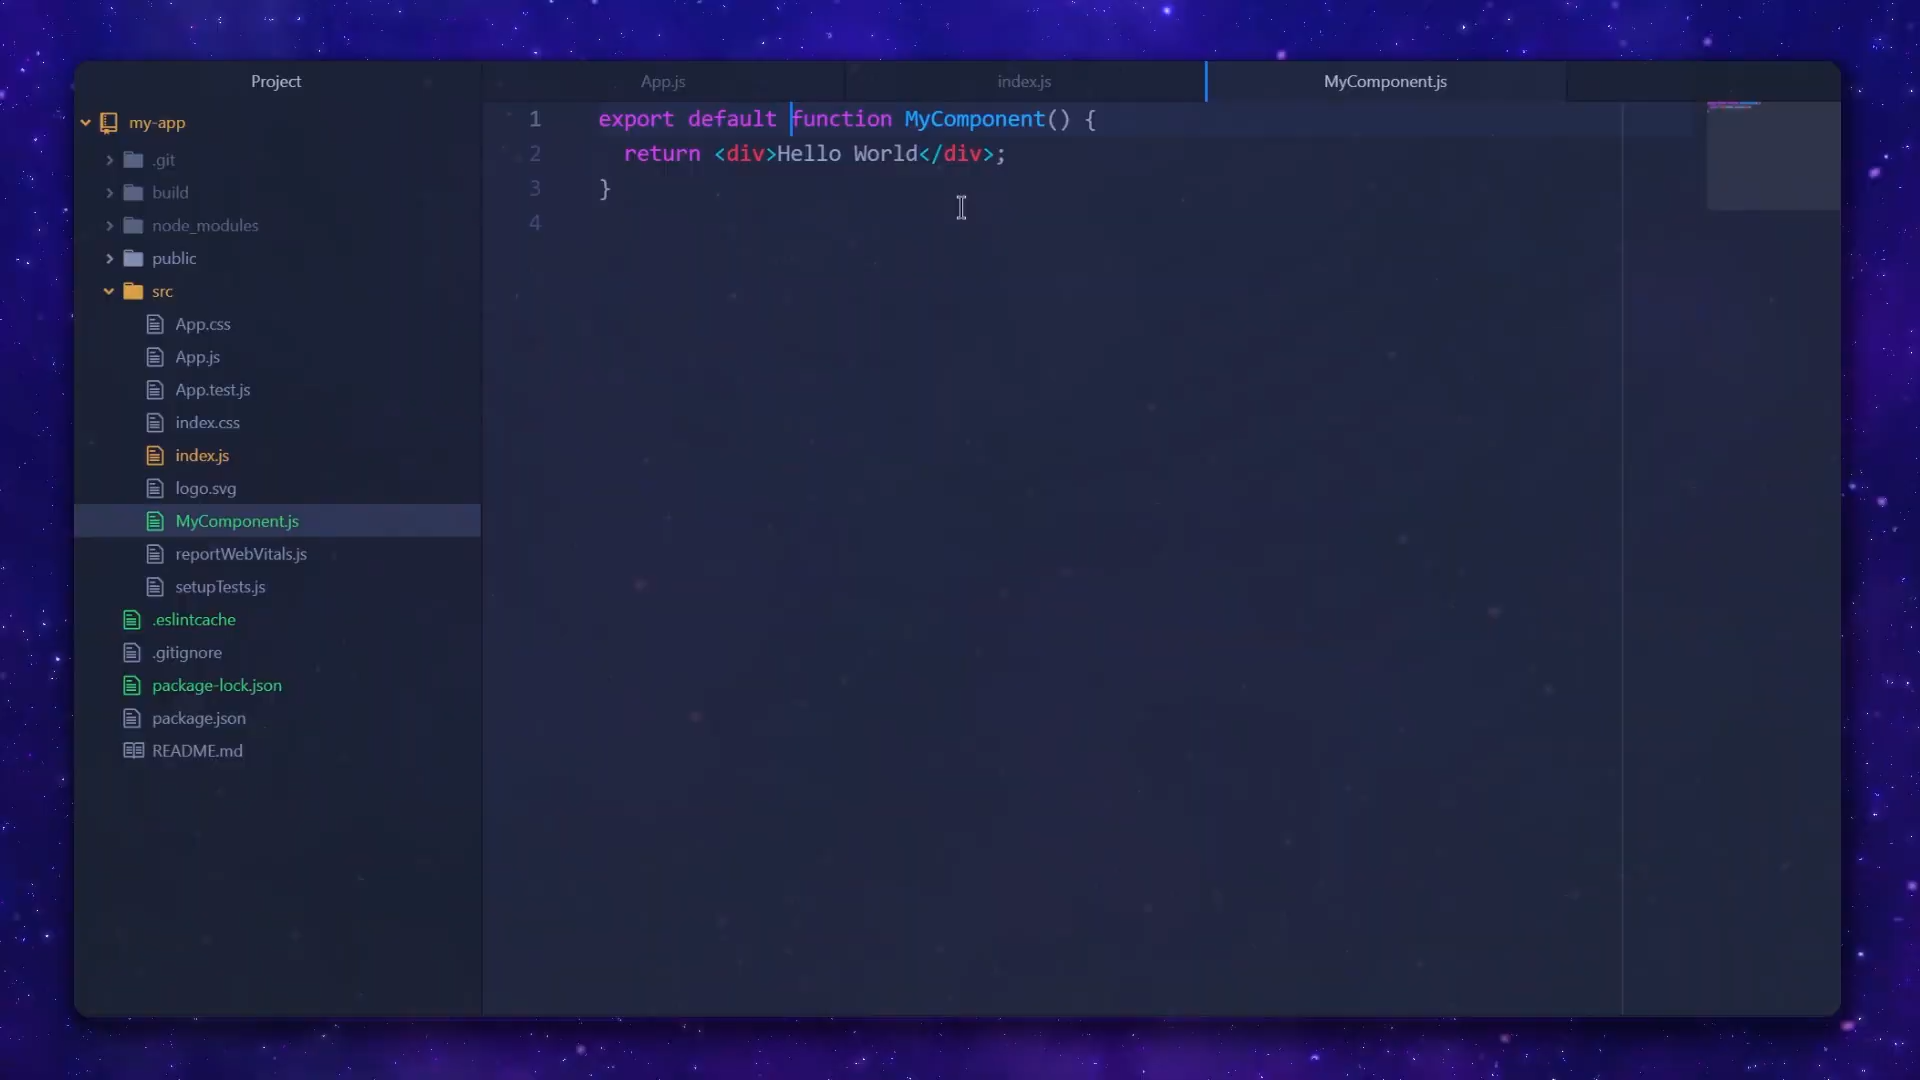 Project
my-app
.git
build
node_modules
public
src
App.css
App.js
App.test.js
index.css
index.js
logo.svg
MyComponent.js
reportWebVitals.js
setupTests.js
.eslintcache
.gitignore
package-lock.json
package.json
README.md
App.js
index.js
MyComponent.js
1 export default function MyComponent() {
2 return <div>Hello World</div>;
3 }
4